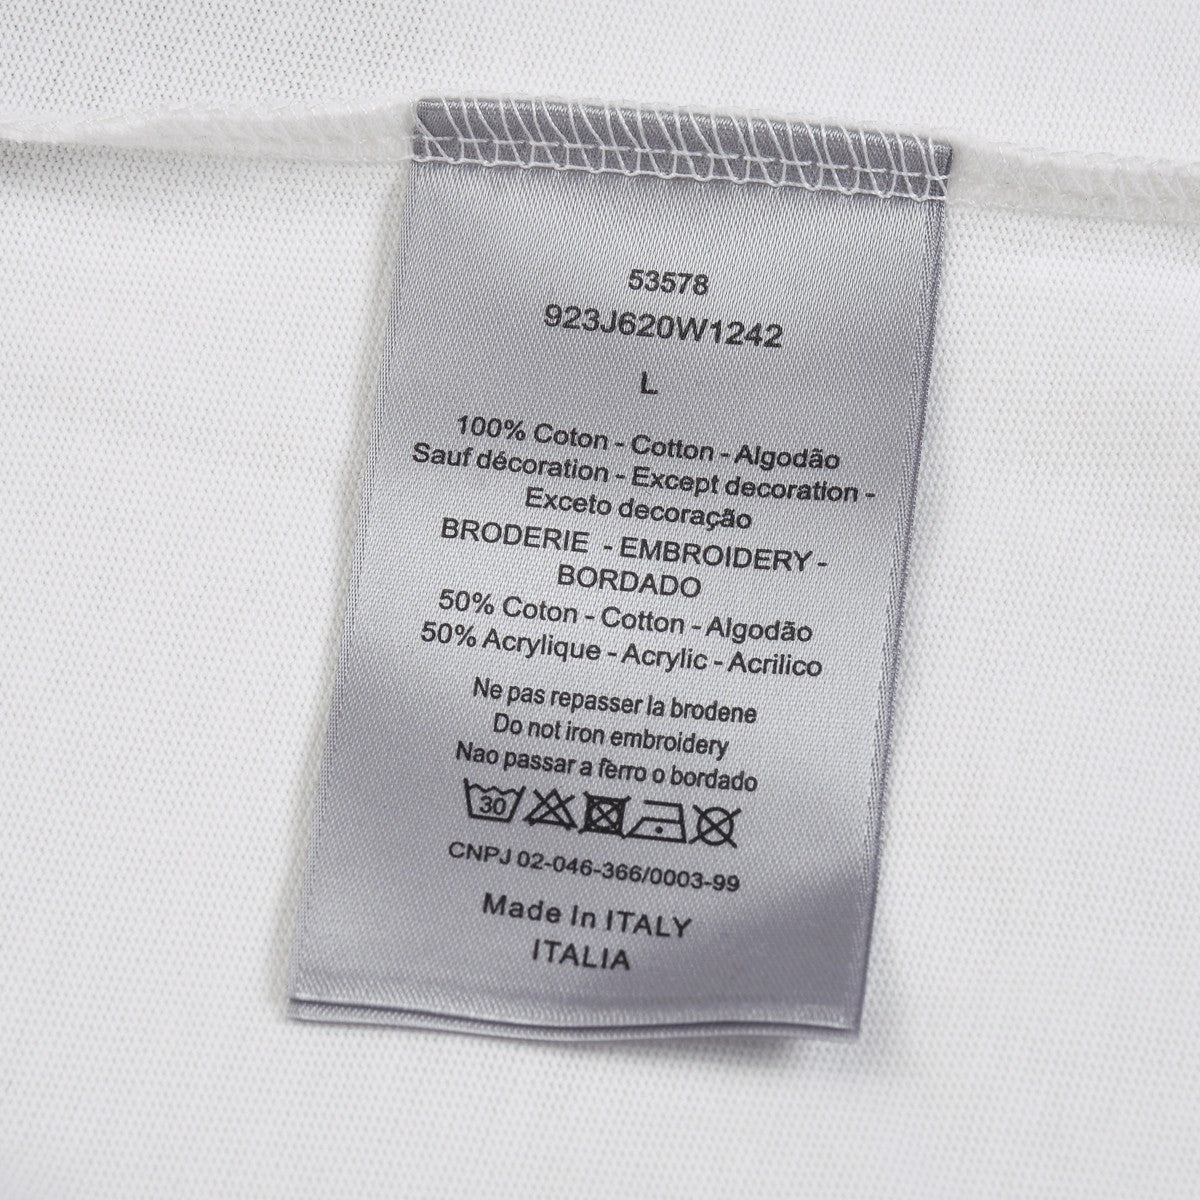 53578
923J620W1242
L
100% Coton - Cotton - Algodão
Sauf décoration - Except decoration -
Exceto decoração
BRODERIE - EMBROIDERY -
BORDADO
50% Coton - Cotton - Algodão
50% Acrylique - Acrylic - Acrilico
Ne pas repasser la brodene
Do not iron embroidery
Nao passar a fèrro o bordado
30
CNPJ 02-046-366/0003-99
Made In ITALY
ITALIA